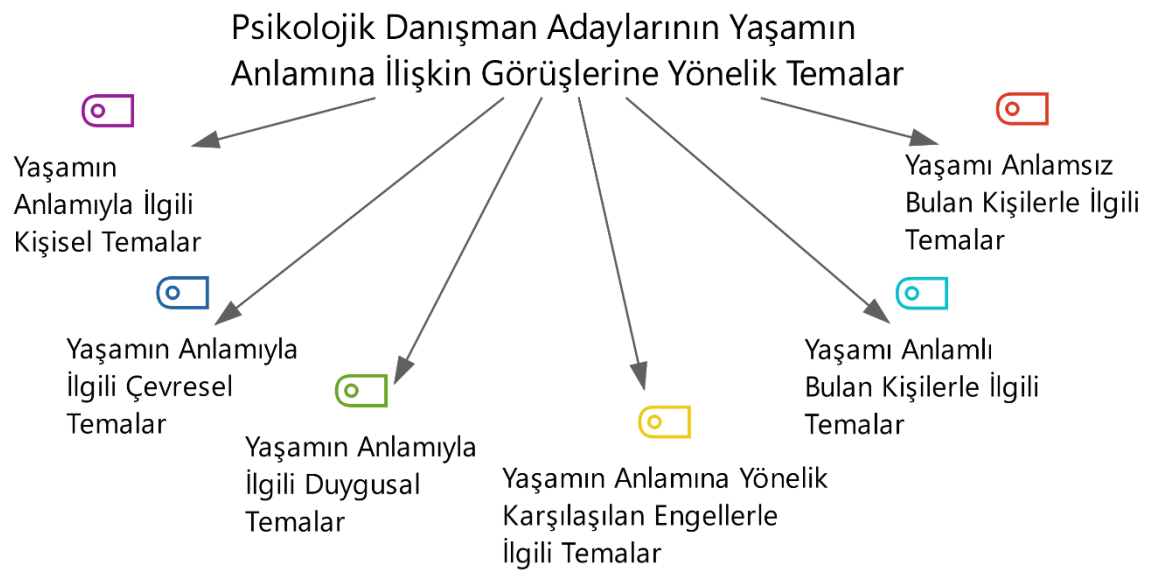 Psikolojik Danışman Adaylarının Yaşamın
Anlamına İlişkin Görüşlerine Yönelik Temalar
Yaşamın
Anlamıyla İlgili
Kişisel Temalar
Yaşamın Anlamıyla
İlgili Çevresel
Temalar
Yaşamın Anlamıyla
İlgili Duygusal
Temalar
Yaşamın Anlamına Yönelik
Karşılaşılan Engellerle
İlgili Temalar
Yaşamı Anlamlı
Bulan Kişilerle İlgili
Temalar
Yaşamı Anlamsız
Bulan Kişilerle İlgili
Temalar